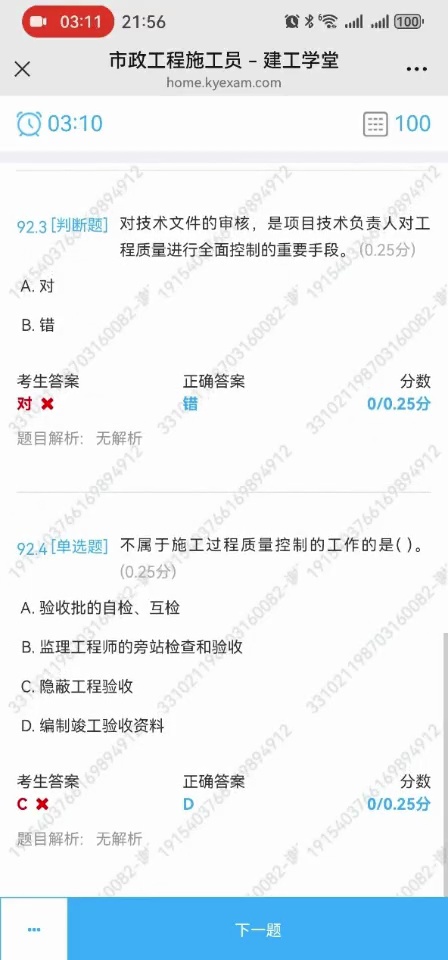 03:11 21:56 100
市政工程施工员 - 建工学堂
home.kyexam.com
03:10 100
92.3 [判断题] 对技术文件的审核，是项目技术负责人对工
程质量进行全面控制的重要手段。(0.25分)
A. 对
B. 错
考生答案 正确答案 分数
对 错 0/0.25分
题目解析: 无解析
92.4 [单选题] 不属于施工过程质量控制的工作的是( )。
(0.25分)
A. 验收批的自检、互检
B. 监理工程师的旁站检查和验收
C. 隐蔽工程验收
D. 编制竣工验收资料
考生答案 正确答案 分数
C D 0/0.25分
题目解析: 无解析
下一题